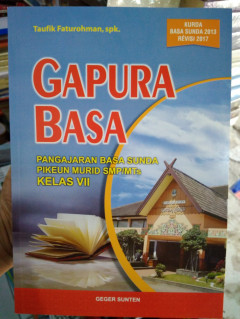 Taufik Faturohman, spk.
KURDA
BASA SUNDA 2013
REVISI 2017
GAPURA
BASA
PANGAJARAN BASA SUNDA
PIKEUN MURID SMP/MTs
KELAS VII
GEGER SUNTEN